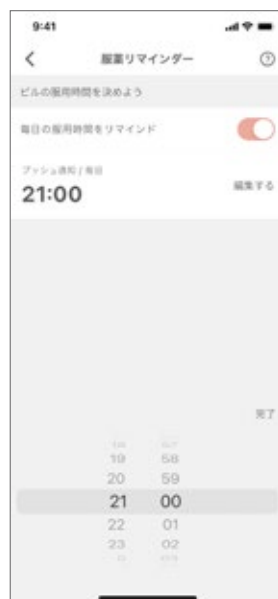 9:41
服薬リマインダー
ピルの服用時間を決めよう
毎日の服用時間をリマインド
プッシュ通知 / 毎日
21:00
編集する
完了
19 58
20 59
21 00
22 01
23 02